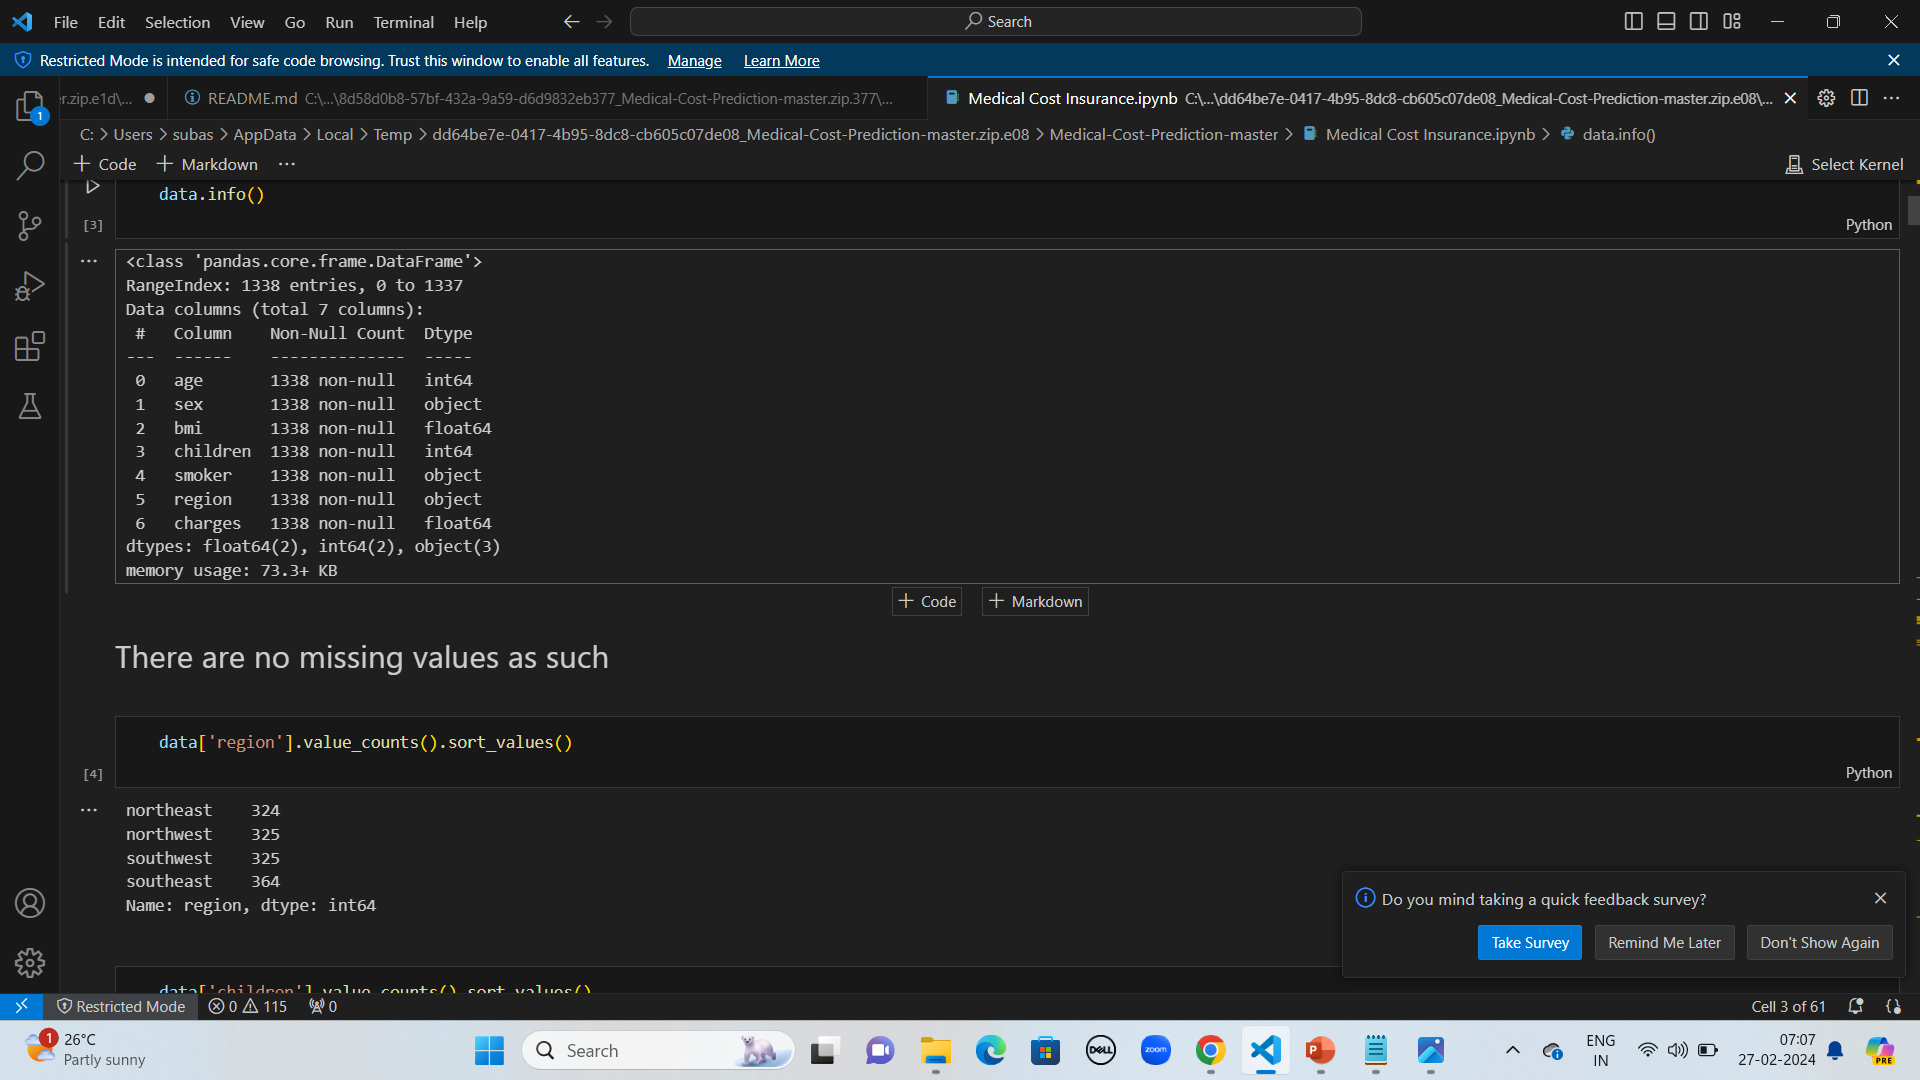 File Edit Selection View Go Run Terminal Help Search
Restricted Mode is intended for safe code browsing. Trust this window to enable all features. Manage Learn More
r.zip.e1d\... README.md C:\...\8d58d0b8-57bf-432a-9a59-d6d9832eb377_Medical-Cost-Prediction-master.zip.377\... Medical Cost Insurance.ipynb C:\...\dd64be7e-0417-4b95-8dc8-cb605c07de08_Medical-Cost-Prediction-master.zip.e08\...
C: > Users > subas > AppData > Local > Temp > dd64be7e-0417-4b95-8dc8-cb605c07de08_Medical-Cost-Prediction-master.zip.e08 > Medical-Cost-Prediction-master > Medical Cost Insurance.ipynb > data.info()
+ Code + Markdown ... Select Kernel
data.info()
[3] Python
<class 'pandas.core.frame.DataFrame'>
RangeIndex: 1338 entries, 0 to 1337
Data columns (total 7 columns):
# Column Non-Null Count Dtype
--- ------ -------------- -----
0 age 1338 non-null int64
1 sex 1338 non-null object
2 bmi 1338 non-null float64
3 children 1338 non-null int64
4 smoker 1338 non-null object
5 region 1338 non-null object
6 charges 1338 non-null float64
dtypes: float64(2), int64(2), object(3)
memory usage: 73.3+ KB
+ Code + Markdown
There are no missing values as such
data['region'].value_counts().sort_values()
[4] Python
northeast 324
northwest 325
southwest 325
southeast 364
Name: region, dtype: int64
Do you mind taking a quick feedback survey?
Take Survey Remind Me Later Don't Show Again
data['children'].value_counts().sort_values()
Restricted Mode 0 115 0 Cell 3 of 61
1 26°C
Partly sunny
Search
DELL zoom
ENG
IN
07:07
27-02-2024
PRE
1